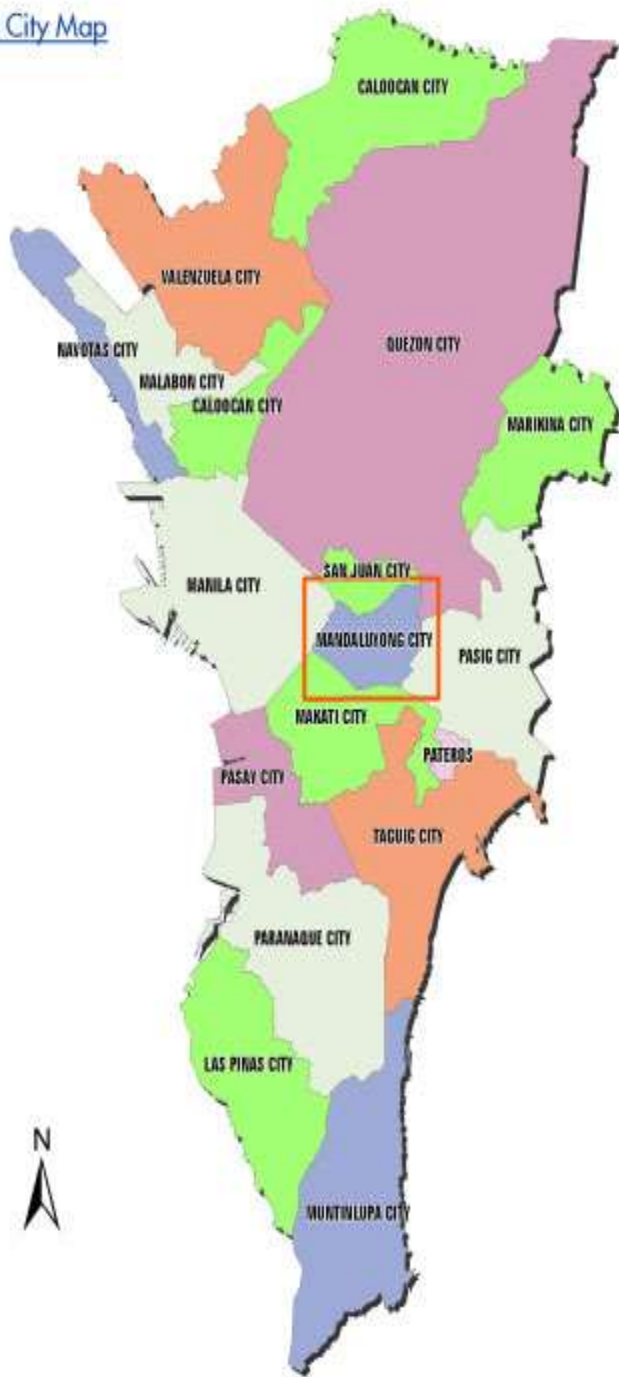 City Map
CALOOCAN CITY
VALENZUELA CITY
QUEZON CITY
NAVOTAS CITY
MALABON CITY
CALOOCAN CITY
MARIKINA CITY
SAN JUAN CITY
MANILA CITY
MANDALUYONG CITY
PASIG CITY
MAKATI CITY
PATEROS
PASAY CITY
TAGUIG CITY
PARANAQUE CITY
LAS PINAS CITY
N
MUNTINLUPA CITY